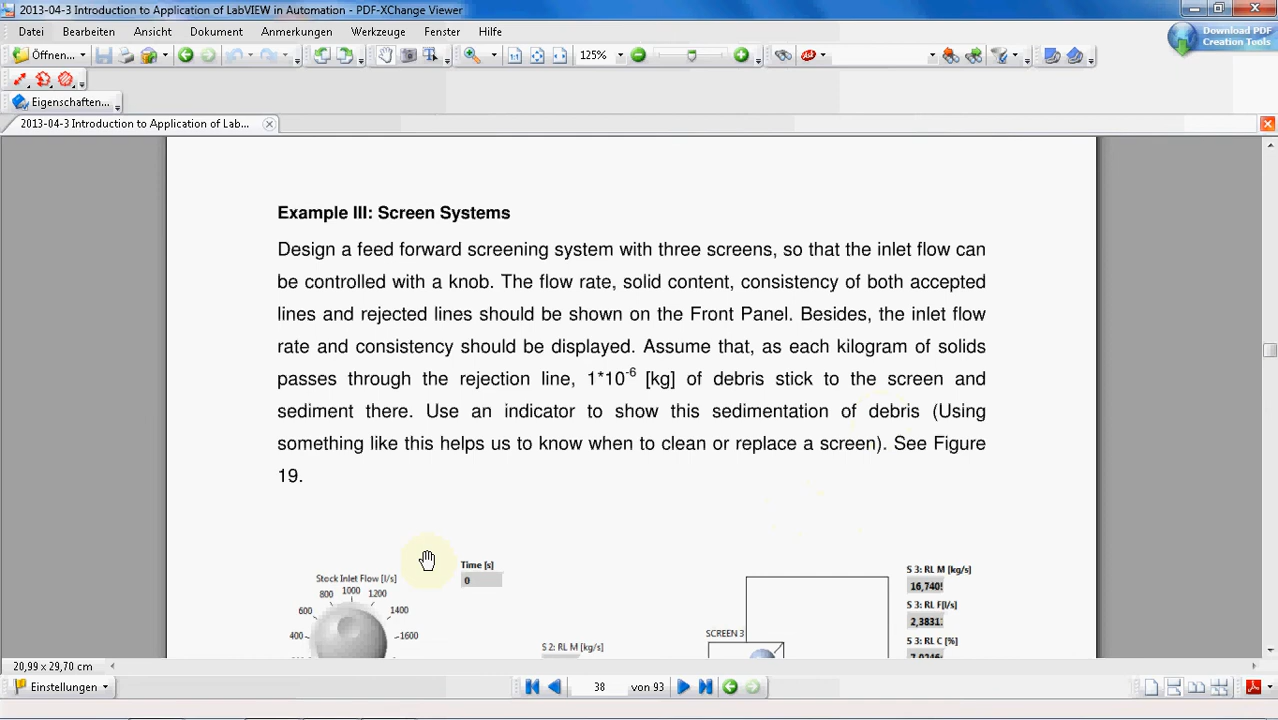 2013-04-3 Introduction to Application of LabVIEW in Automation - PDF-XChange Viewer
Datei Bearbeiten Ansicht Dokument Anmerkungen Werkzeuge Fenster Hilfe
Download PDF
Creation Tools
Öffnen...
125%
Eigenschaften...
2013-04-3 Introduction to Application of Lab...
Example III: Screen Systems
Design a feed forward screening system with three screens, so that the inlet flow can
be controlled with a knob. The flow rate, solid content, consistency of both accepted
lines and rejected lines should be shown on the Front Panel. Besides, the inlet flow
rate and consistency should be displayed. Assume that, as each kilogram of solids
passes through the rejection line, 1*10-6 [kg] of debris stick to the screen and
sediment there. Use an indicator to show this sedimentation of debris (Using
something like this helps us to know when to clean or replace a screen). See Figure
19.
Time [s]
0
Stock Inlet Flow [l/s]
400 600 800 1000 1200 1400 1600
S 2: RL M [kg/s]
SCREEN 3
S 3: RL M [kg/s]
16,740
S 3: RL F[l/s]
2,3831
S 3: RL C [%]
20,99 x 29,70 cm
Einstellungen
38 von 93